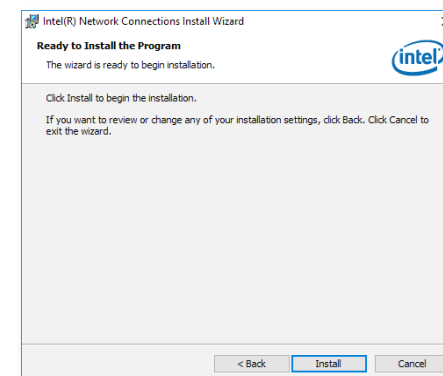 Intel(R) Network Connections Install Wizard
Ready to Install the Program
The wizard is ready to begin installation.
intel
Click Install to begin the installation.
If you want to review or change any of your installation settings, click Back. Click Cancel to
exit the wizard.
< Back Install Cancel